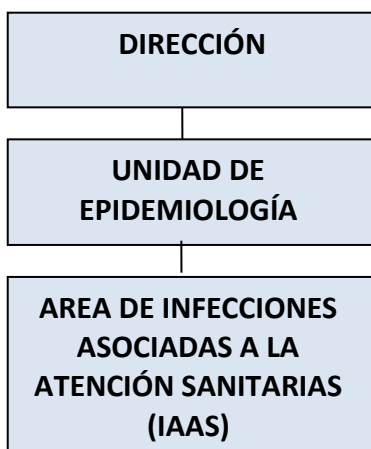 DIRECCIÓN
UNIDAD DE
EPIDEMIOLOGÍA
AREA DE INFECCIONES
ASOCIADAS A LA
ATENCIÓN SANITARIAS
(IAAS)